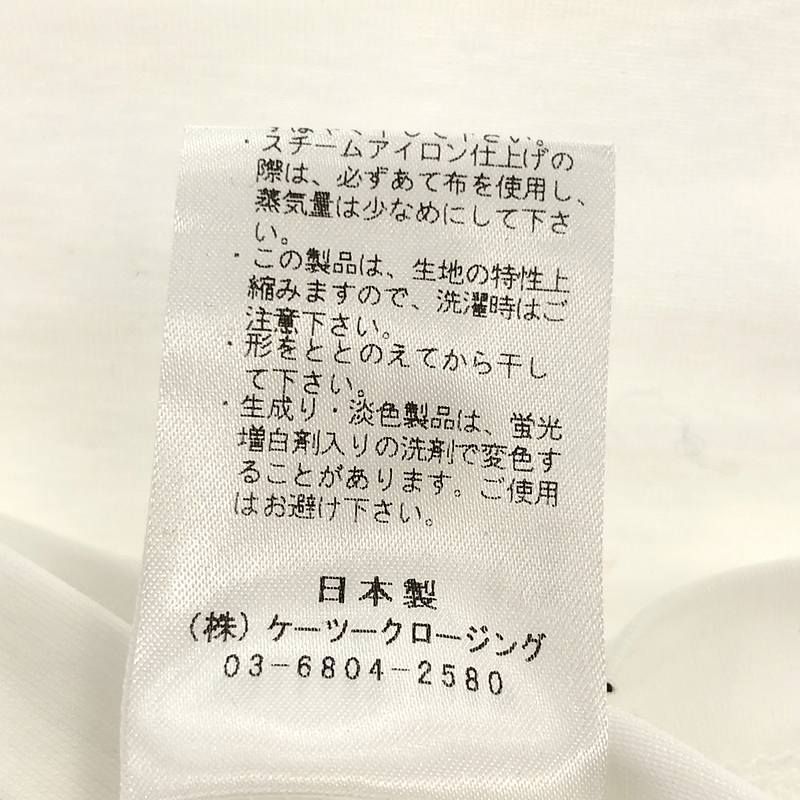 ・スチームアイロン仕上げの
際は、必ずあて布を使用し、
蒸気量は少なめにして下さ
い。
・この製品は、生地の特性上
縮みますので、洗濯時はご
注意下さい。
・形をととのえてから干し
て下さい。
・生成り・淡色製品は、蛍光
増白剤入りの洗剤で変色す
ることがあります。ご使用
はお避け下さい。
日本製
(株)ケーツークロージング
03-6804-2580